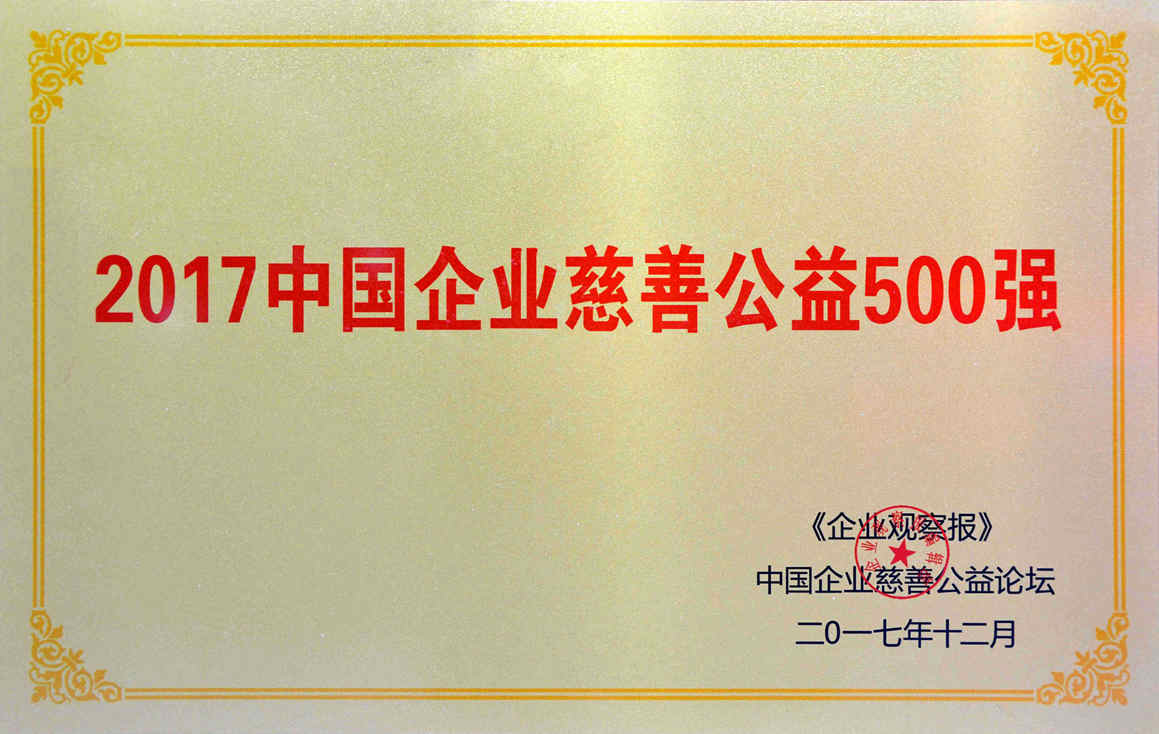 2017中国企业慈善公益500强
《企业观察报》
中国企业慈善公益论坛
二0一七年十二月